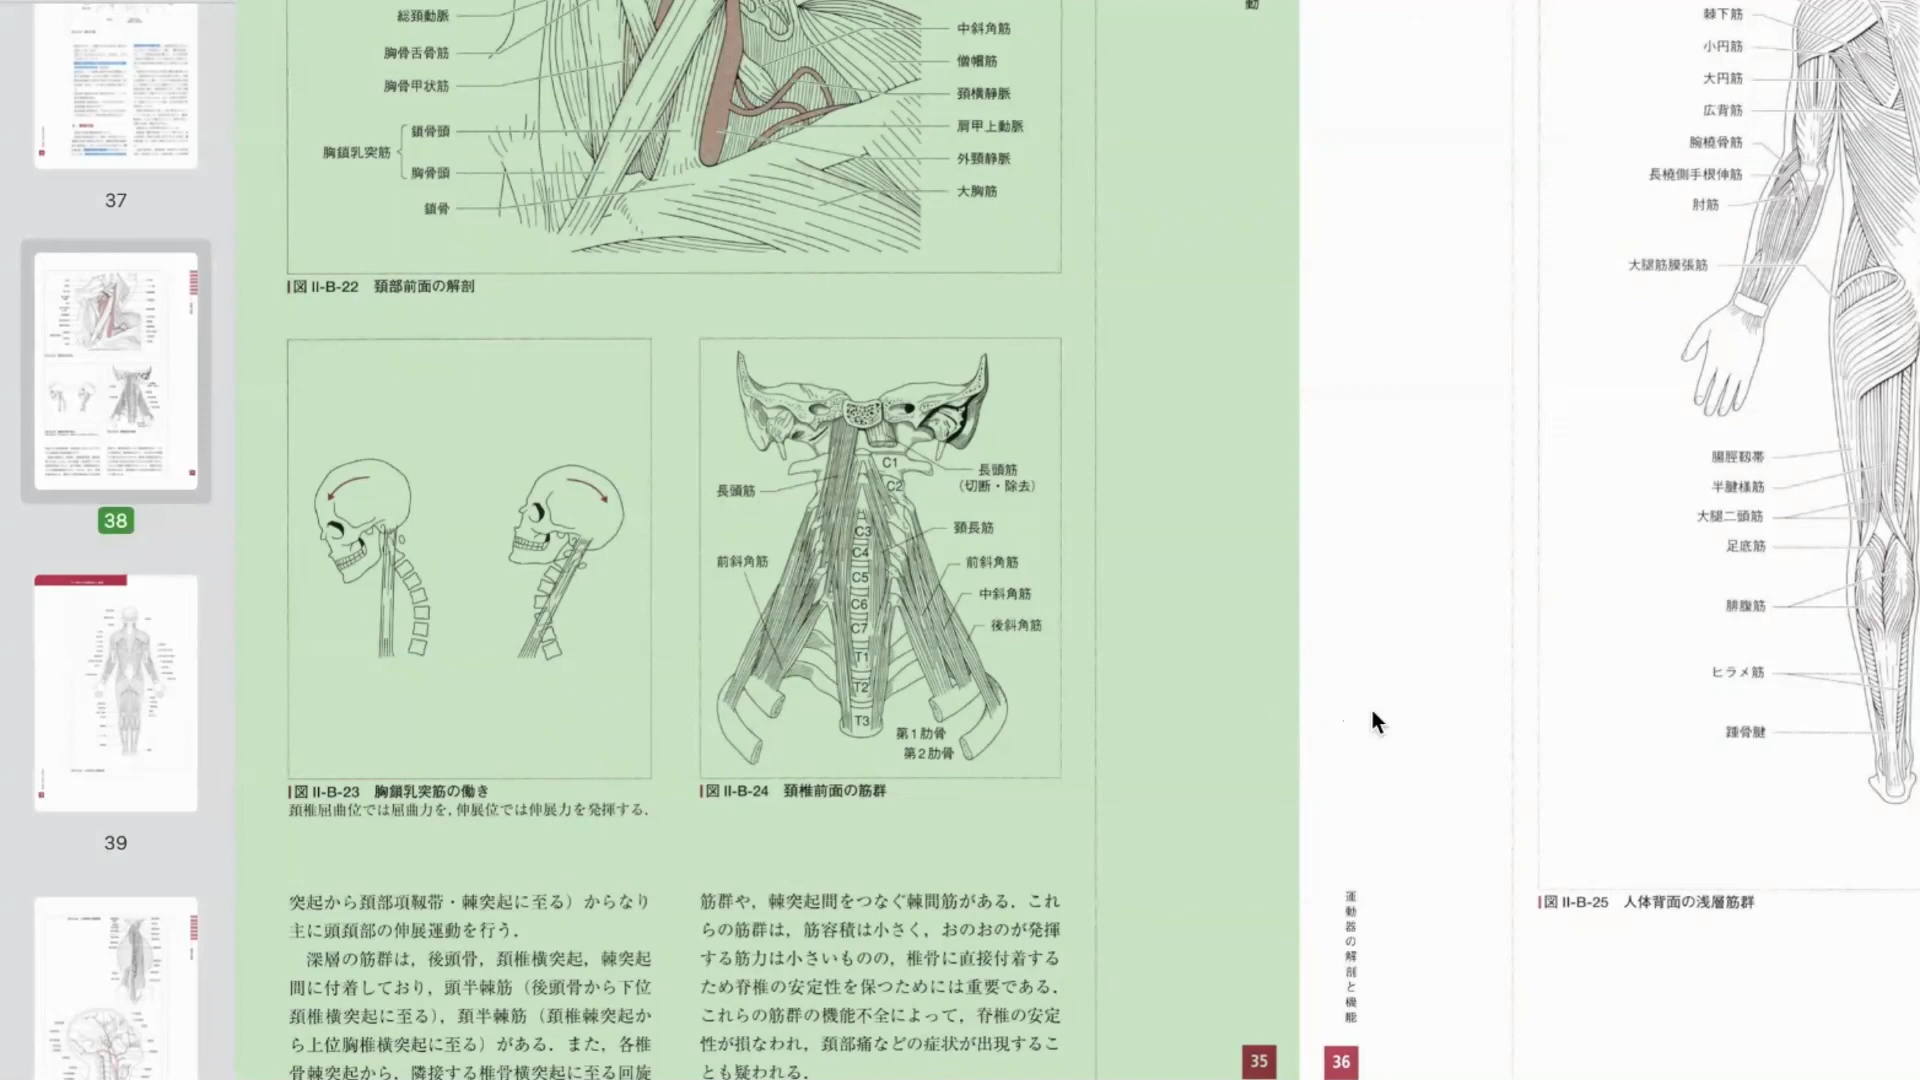 37
38
39
総頸動脈
胸骨舌骨筋
胸骨甲状筋
鎖骨頭
胸鎖乳突筋
胸骨頭
鎖骨
中斜角筋
僧帽筋
頚横静脈
肩甲上動脈
外頚静脈
大胸筋
動
図 II-B-22 頚部前面の解剖
図 II-B-23 胸鎖乳突筋の働き
頚椎屈曲位では屈曲力を,伸展位では伸展力を発揮する.
C1
長頭筋
(切断・除去)
C2
長頭筋
頸長筋
C3
C4
前斜角筋
前斜角筋
C5
中斜角筋
C6
後斜角筋
C7
T1
T2
T3
第1肋骨
第2肋骨
図 II-B-24 頚椎前面の筋群
突起から頚部項靱帯・棘突起に至る）からなり
主に頭頚部の伸展運動を行う.
深層の筋群は，後頭骨，頚椎横突起，棘突起
間に付着しており，頭半棘筋（後頭骨から下位
頚椎横突起に至る），頚半棘筋（頚椎棘突起か
ら上位胸椎横突起に至る）がある．また，各椎
骨棘突起から，隣接する椎骨横突起に至る回旋
筋群や，棘突起間をつなぐ棘間筋がある．これ
らの筋群は，筋容積は小さく，おのおのが発揮
する筋力は小さいものの，椎骨に直接付着する
ため脊椎の安定性を保つためには重要である．
これらの筋群の機能不全によって，脊椎の安定
性が損なわれ，頚部痛などの症状が出現するこ
とも疑われる．
35
棘下筋
小円筋
大円筋
広背筋
腕橈骨筋
長橈側手根伸筋
肘筋
大腿筋膜張筋
腸脛靱帯
半腱様筋
大腿二頭筋
足底筋
腓腹筋
ヒラメ筋
踵骨腱
図 II-B-25 人体背面の浅層筋群
運動器の解剖と機能
36